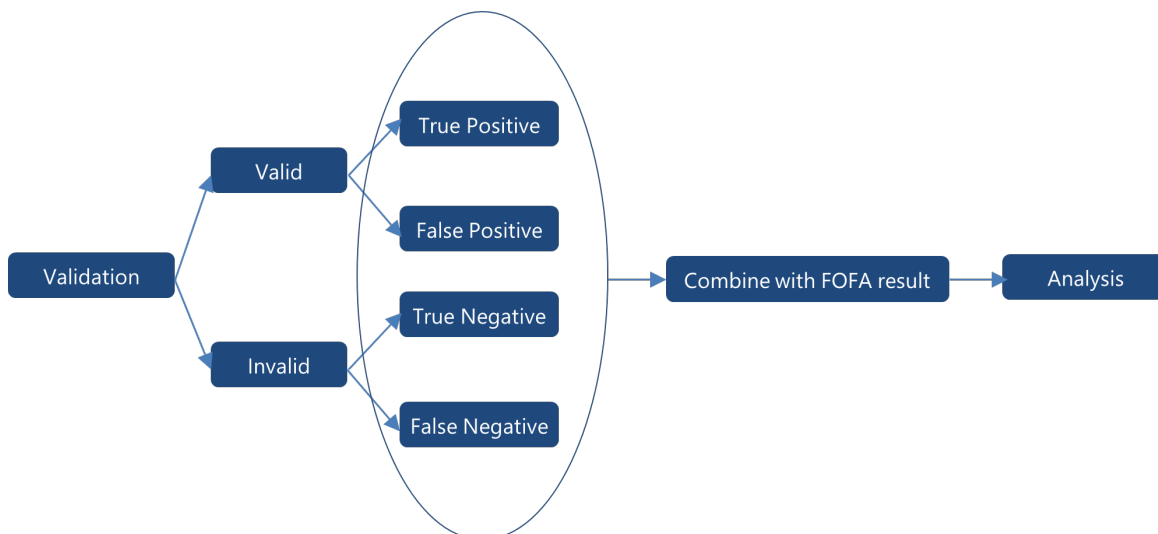 Validation
Valid
Invalid
True Positive
False Positive
True Negative
False Negative
Combine with FOFA result
Analysis